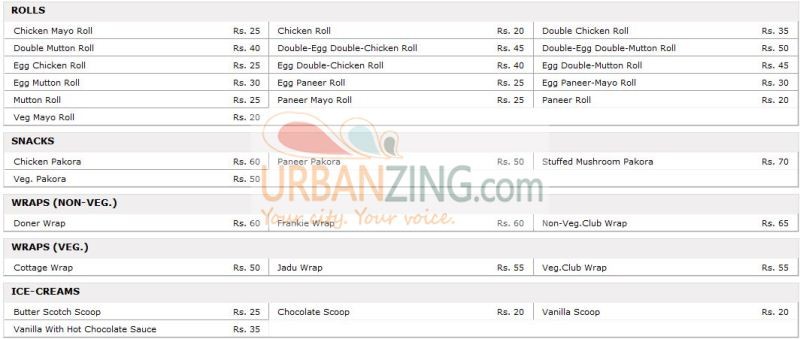 ROLLS
Chicken Mayo Roll Rs. 25 Chicken Roll Rs. 20 Double Chicken Roll Rs. 35
Double Mutton Roll Rs. 40 Double-Egg Double-Chicken Roll Rs. 45 Double-Egg Double-Mutton Roll Rs. 50
Egg Chicken Roll Rs. 25 Egg Double-Chicken Roll Rs. 40 Egg Double-Mutton Roll Rs. 45
Egg Mutton Roll Rs. 30 Egg Paneer Roll Rs. 25 Egg Paneer-Mayo Roll Rs. 30
Mutton Roll Rs. 25 Paneer Mayo Roll Rs. 25 Paneer Roll Rs. 20
Veg Mayo Roll Rs. 20
SNACKS
Chicken Pakora Rs. 60 Paneer Pakora Rs. 50 Stuffed Mushroom Pakora Rs. 70
Veg. Pakora Rs. 50
URBANZING.com
WRAPS (NON-VEG.)
Your city. Your voice.
Doner Wrap Rs. 60 Frankie Wrap Rs. 60 Non-Veg.Club Wrap Rs. 65
WRAPS (VEG.)
Cottage Wrap Rs. 50 Jadu Wrap Rs. 55 Veg.Club Wrap Rs. 55
ICE-CREAMS
Butter Scotch Scoop Rs. 25 Chocolate Scoop Rs. 20 Vanilla Scoop Rs. 20
Vanilla With Hot Chocolate Sauce Rs. 35